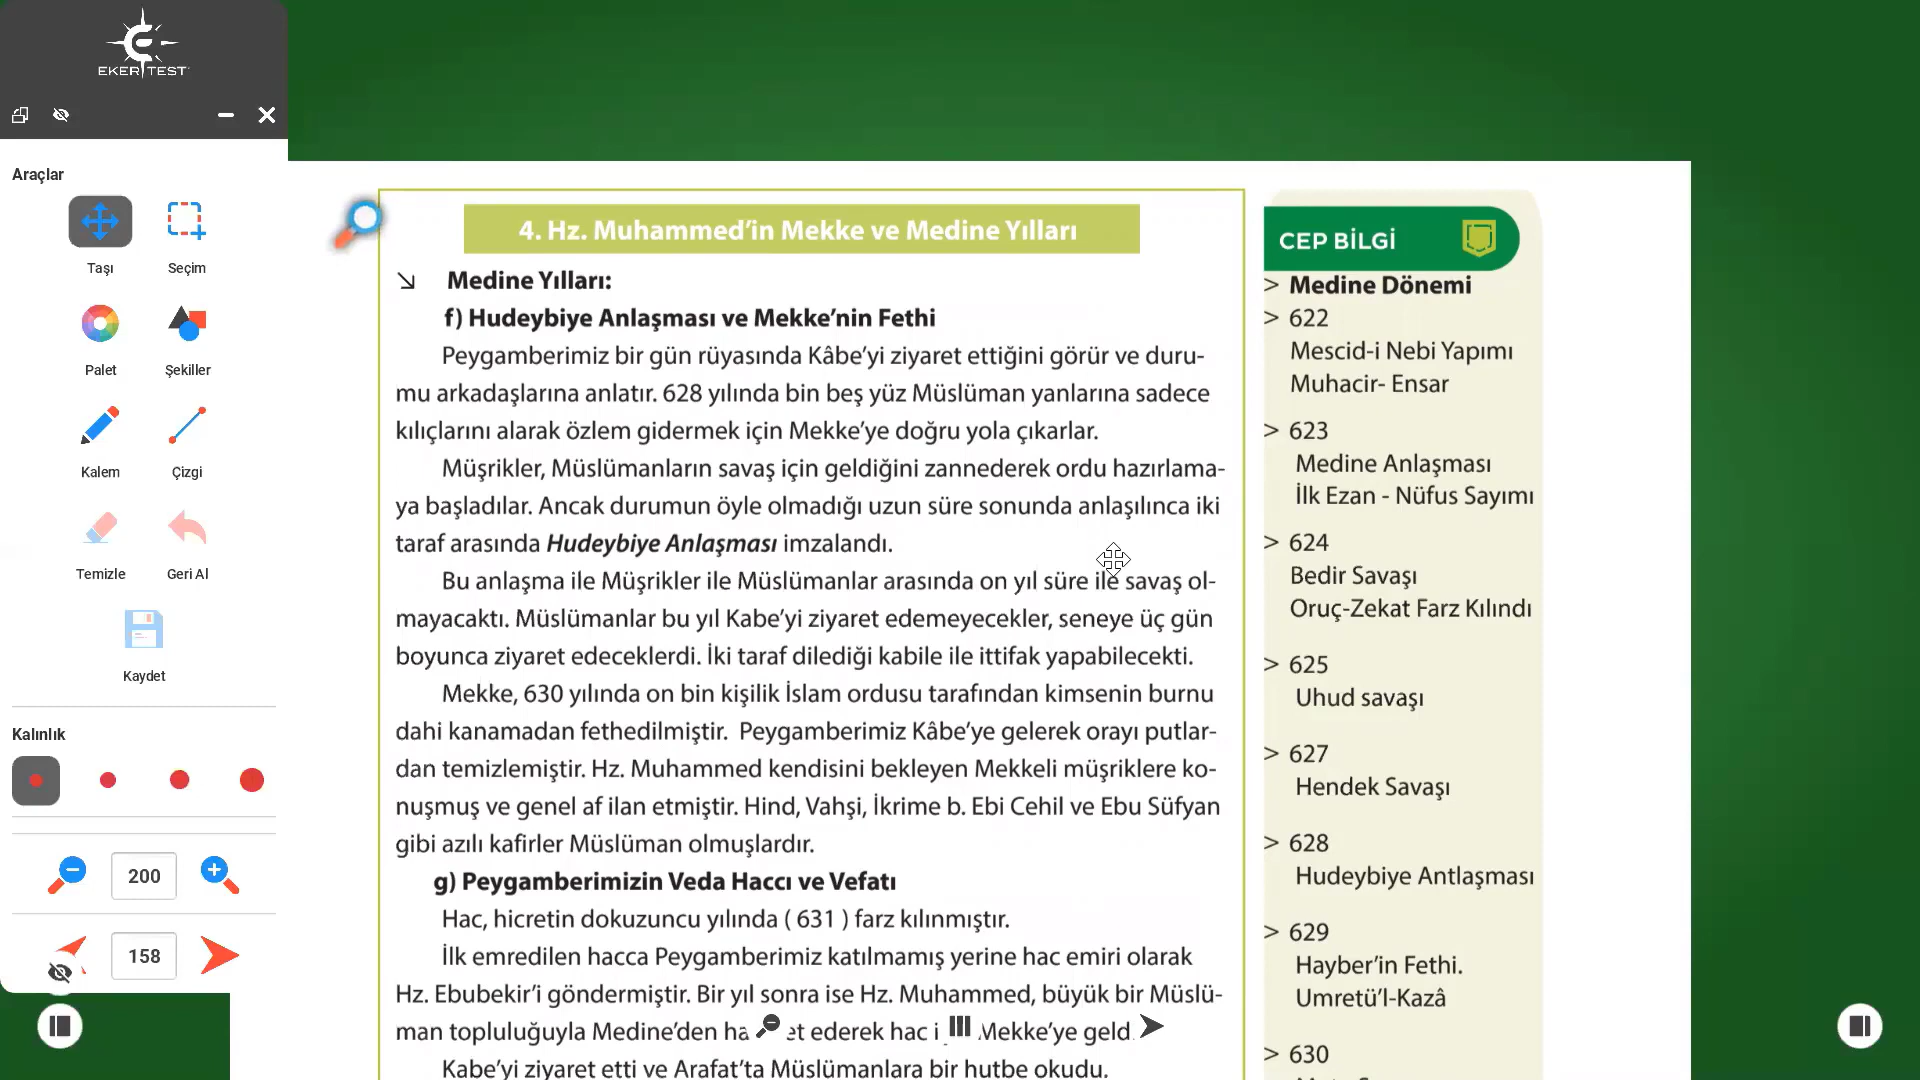 EKER TEST
Araçlar
Taşı
Seçim
Palet
Şekiller
Kalem
Çizgi
Temizle
Geri Al
Kaydet
Kalınlık
200
158
4. Hz. Muhammed’in Mekke ve Medine Yılları
Medine Yılları:
f) Hudeybiye Anlaşması ve Mekke’nin Fethi
Peygamberimiz bir gün rüyasında Kâbe’yi ziyaret ettiğini görür ve duru-
mu arkadaşlarına anlatır. 628 yılında bin beş yüz Müslüman yanlarına sadece
kılıçlarını alarak özlem gidermek için Mekke’ye doğru yola çıkarlar.
Müşrikler, Müslümanların savaş için geldiğini zannederek ordu hazırlama-
ya başladılar. Ancak durumun öyle olmadığı uzun süre sonunda anlaşılınca iki
taraf arasında Hudeybiye Anlaşması imzalandı.
Bu anlaşma ile Müşrikler ile Müslümanlar arasında on yıl süre ile savaş ol-
mayacaktı. Müslümanlar bu yıl Kabe’yi ziyaret edemeyecekler, seneye üç gün
boyunca ziyaret edeceklerdi. İki taraf dilediği kabile ile ittifak yapabilecekti.
Mekke, 630 yılında on bin kişilik İslam ordusu tarafından kimsenin burnu
dahi kanamadan fethedilmiştir. Peygamberimiz Kâbe’ye gelerek orayı putlar-
dan temizlemiştir. Hz. Muhammed kendisini bekleyen Mekkeli müşriklere ko-
nuşmuş ve genel af ilan etmiştir. Hind, Vahşi, İkrime b. Ebi Cehil ve Ebu Süfyan
gibi azılı kafirler Müslüman olmuşlardır.
g) Peygamberimizin Veda Haccı ve Vefatı
Hac, hicretin dokuzuncu yılında ( 631 ) farz kılınmıştır.
İlk emredilen hacca Peygamberimiz katılmamış yerine hac emiri olarak
Hz. Ebubekir’i göndermiştir. Bir yıl sonra ise Hz. Muhammed, büyük bir Müslü-
man topluluğuyla Medine’den ha et ederek hac i Mekke’ye geld
Kabe’yi ziyaret etti ve Arafat’ta Müslümanlara bir hutbe okudu.
CEP BİLGİ
> Medine Dönemi
> 622
Mescid-i Nebi Yapımı
Muhacir- Ensar
> 623
Medine Anlaşması
İlk Ezan - Nüfus Sayımı
> 624
Bedir Savaşı
Oruç-Zekat Farz Kılındı
> 625
Uhud savaşı
> 627
Hendek Savaşı
> 628
Hudeybiye Antlaşması
> 629
Hayber’in Fethi.
Umretü’l-Kazâ
> 630